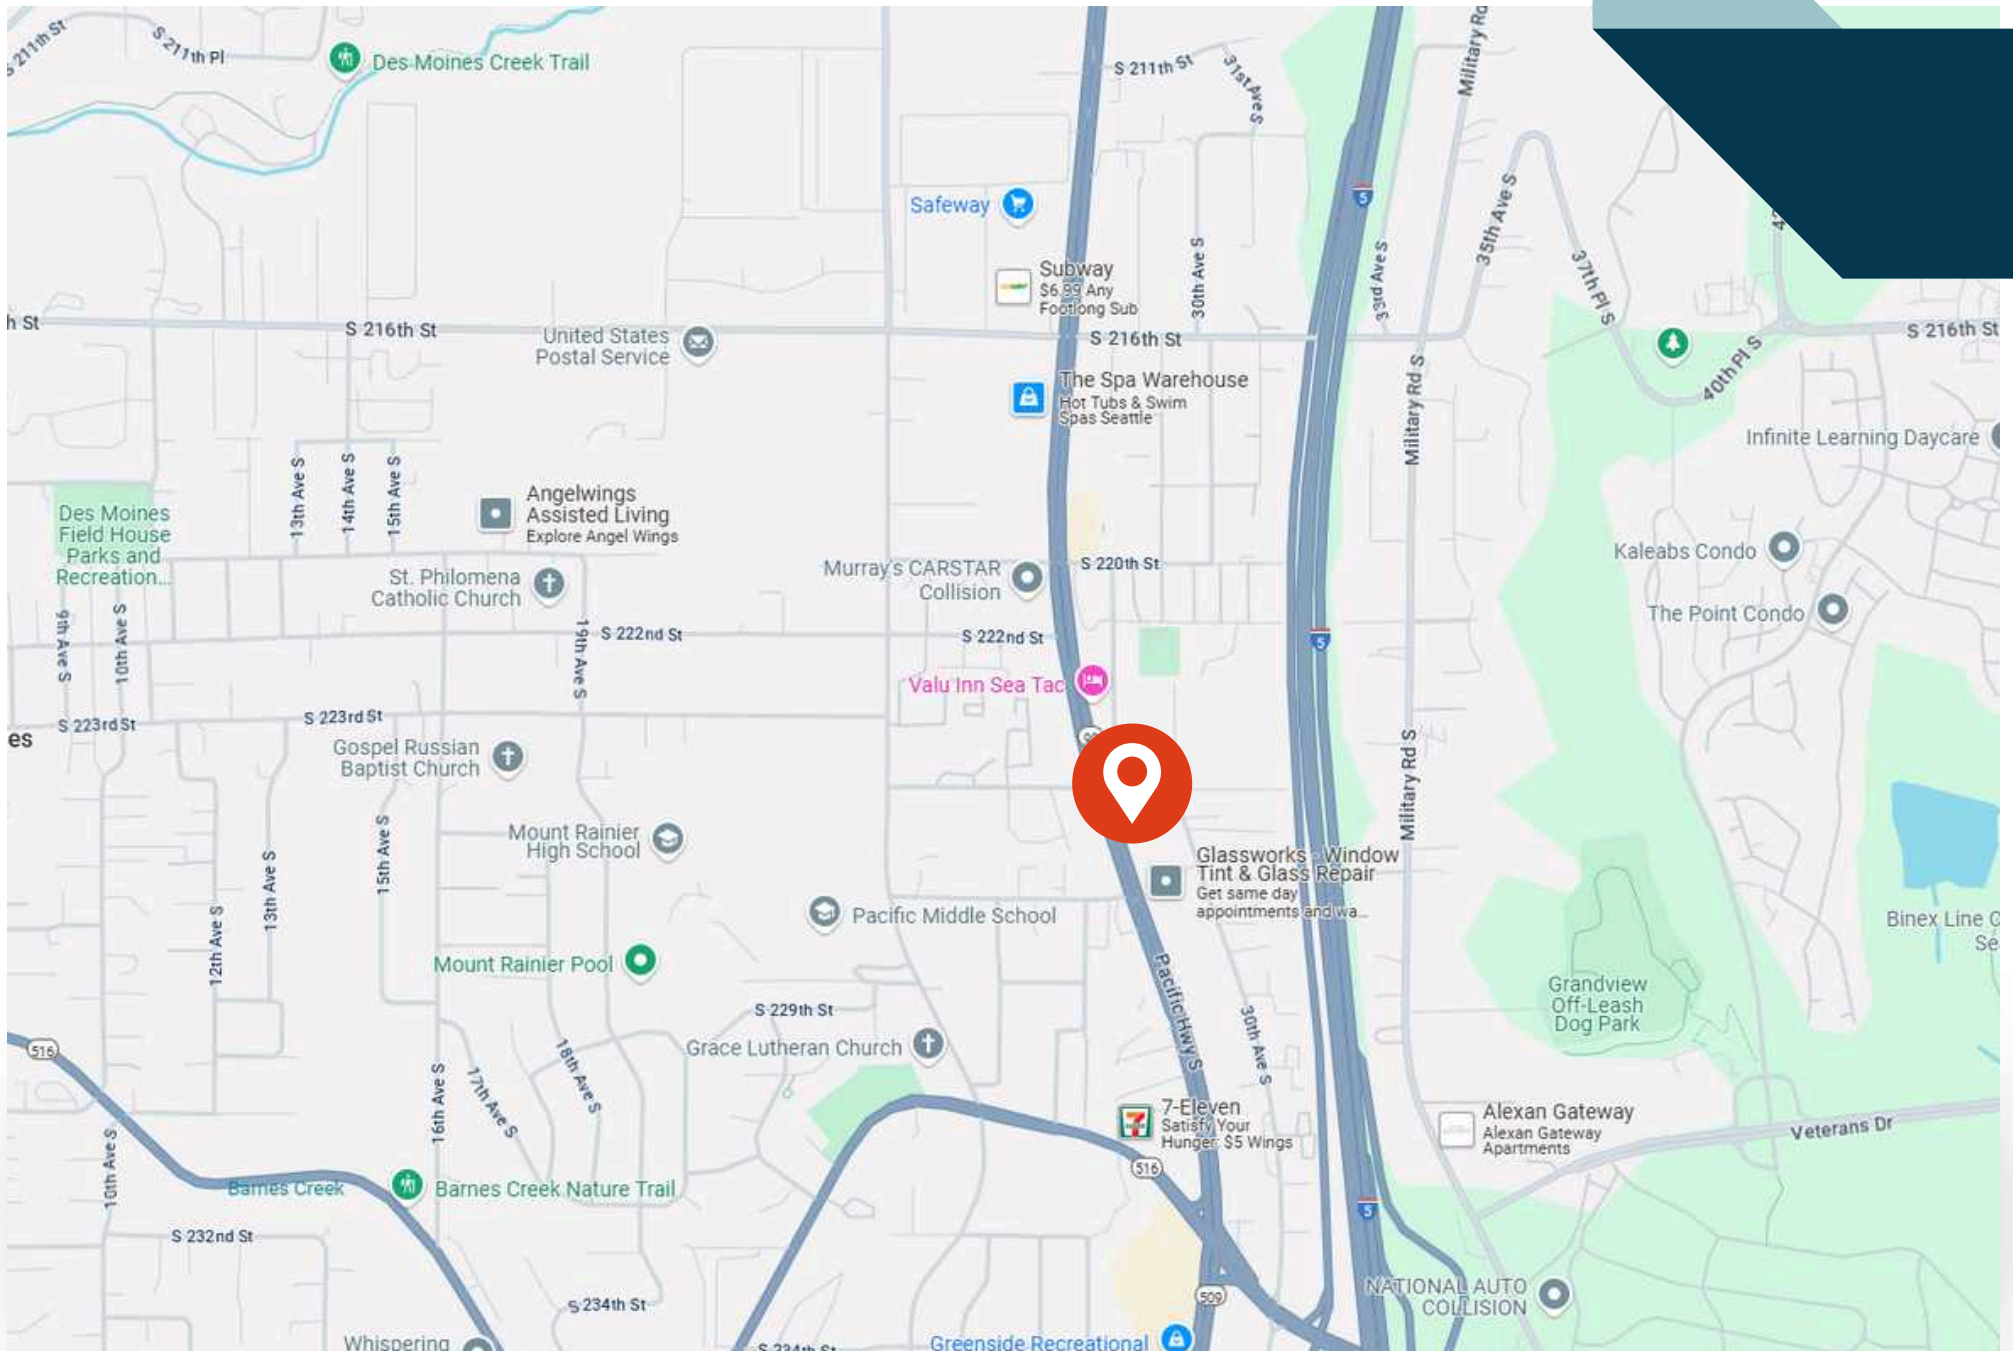 S 211th St
S 211th Pl
Des Moines Creek Trail
S 211th St
31st Ave S
Military Rd
5
Safeway
35th Ave S
Subway
$6.99 Any
Footlong Sub
30th Ave S
33rd Ave S
37th Pl S
h St
S 216th St
United States
Postal Service
S 216th St
S 216th St
40th Pl S
The Spa Warehouse
Hot Tubs & Swim
Spas Seattle
Military Rd S
Infinite Learning Daycare
13th Ave S
14th Ave S
15th Ave S
Angelwings
Assisted Living
Explore Angel Wings
Des Moines
Field House
Parks and
Recreation...
Murray's CARSTAR
Collision
S 220th St
Kaleabs Condo
St. Philomena
Catholic Church
The Point Condo
9th Ave S
10th Ave S
19th Ave S
S 222nd St
S 222nd St
5
Valu Inn Sea Tac
S 223rd St
S 223rd St
es
Gospel Russian
Baptist Church
Military Rd S
Mount Rainier
High School
15th Ave S
13th Ave S
12th Ave S
Glassworks - Window
Tint & Glass Repair
Get same day
appointments and wa...
Pacific Middle School
Binex Line C
Se
Mount Rainier Pool
Pacific Hwy S
Grandview
Off-Leash
Dog Park
S 229th St
30th Ave S
516
Grace Lutheran Church
16th Ave S
17th Ave S
18th Ave S
10th Ave S
7-Eleven
Satisfy Your
Hunger: $5 Wings
Alexan Gateway
Alexan Gateway
Apartments
Veterans Dr
516
Barnes Creek
Barnes Creek Nature Trail
5
S 232nd St
NATIONAL AUTO
COLLISION
509
S 234th St
Whispering
S 234th St
Greenside Recreational